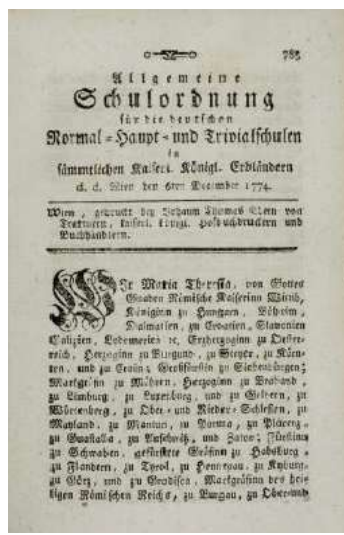 785
Allgemeine
Schulordnung
für die deutschen
Normal- Haupt- und Trivialschulen
in
sämmtlichen Kaiserl. Königl. Erbländern
d. d. Wien den 6ten December 1774.
Wien, gedruckt bey Johann Thomas Edlen von
Trattnern, kaiserl. königl. Hofbuchdruckern und
Buchhändlern.
Wir Maria Theresia, von Gottes
Gnaden Römische Kaiserinn Wittib,
Königinn zu Hungarn, Böheim,
Dalmatien, zu Croatien, Slavonien
Galizien, Lodomerien ec, Erzherzoginn zu Oester-
reich, Herzoginn zu Burgund, zu Steyer, zu Kärn-
ten, und zu Crain; Großfürstin zu Siebenbürgen;
Markgräfin zu Mähren, Herzoginn zu Braband,
zu Limburg, zu Luxenburg, und zu Geldern, zu
Würtenberg, zu Ober- und Nieder- Schlesien, zu
Mayland, zu Mantua, zu Parma, zu Placenz,
zu Guastalla, zu Auschwitz, und Zator; Fürstinn
zu Schwaben, gefürstete Gräfinn zu Habsburg,
zu Flandern, zu Tyrol, zu Hennegau, zu Kyburg,
zu Görz, und zu Gradisca, Markgräfinn des hei-
ligen Römischen Reichs, zu Burgau, zu Ober- und